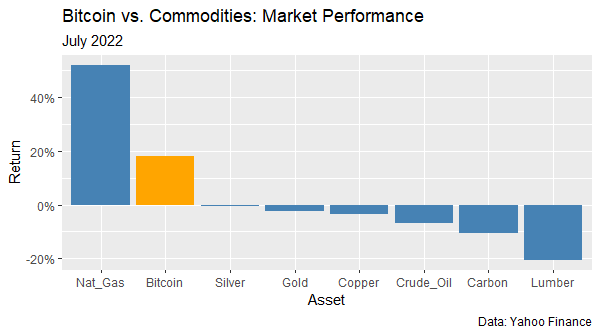 Bitcoin vs. Commodities: Market Performance
July 2022
Return
40%
20%
0%
-20%
Nat_Gas Bitcoin Silver Gold Copper Crude_Oil Carbon Lumber
Asset
Data: Yahoo Finance